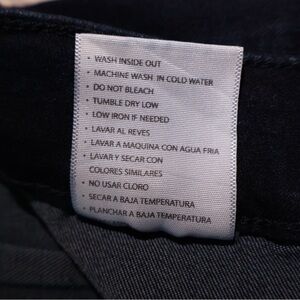 • WASH INSIDE OUT
• MACHINE WASH IN COLD WATER
• DO NOT BLEACH
• TUMBLE DRY LOW
• LOW IRON IF NEEDED
• LAVAR AL REVES
• LAVAR A MAQUINA CON AGUA FRIA
• LAVAR Y SECAR CON
COLORES SIMILARES
• NO USAR CLORO
• SECAR A BAJA TEMPERATURA
• PLANCHAR A BAJA TEMPERATURA